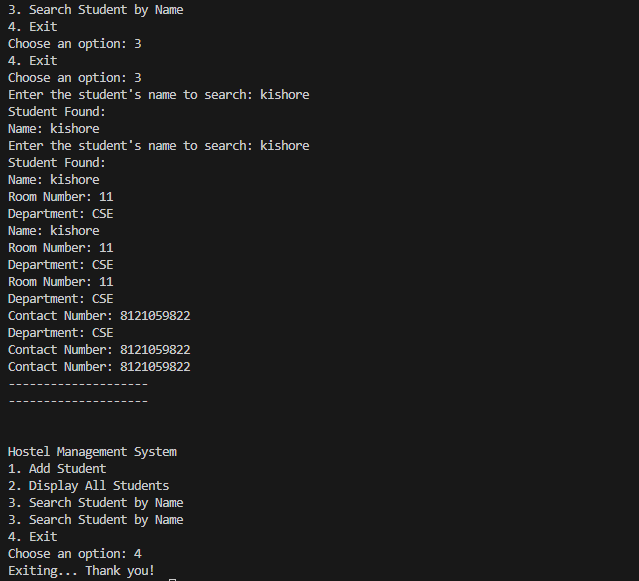 3. Search Student by Name
4. Exit
Choose an option: 3
4. Exit
Choose an option: 3
Enter the student's name to search: kishore
Student Found:
Name: kishore
Enter the student's name to search: kishore
Student Found:
Name: kishore
Room Number: 11
Department: CSE
Name: kishore
Room Number: 11
Department: CSE
Room Number: 11
Department: CSE
Contact Number: 8121059822
Department: CSE
Contact Number: 8121059822
Contact Number: 8121059822
--------------------
--------------------
Hostel Management System
1. Add Student
2. Display All Students
3. Search Student by Name
3. Search Student by Name
4. Exit
Choose an option: 4
Exiting... Thank you!